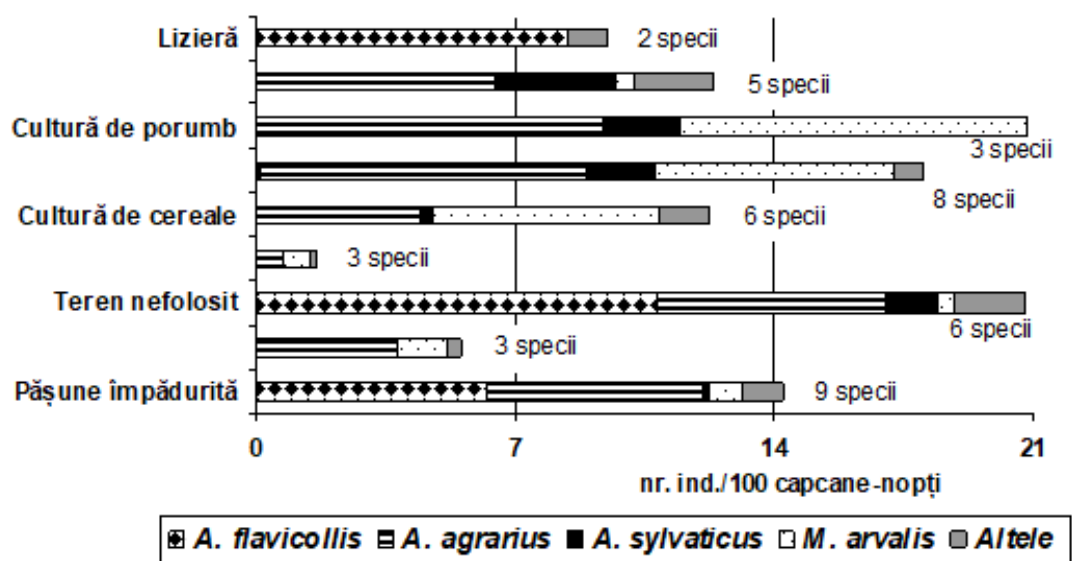 Lizieră
2 specii
5 specii
Cultură de porumb
3 specii
8 specii
Cultură de cereale
6 specii
3 specii
Teren nefolosit
6 specii
3 specii
Pășune împădurită
9 specii
0 7 14 21
nr. ind./100 capcane-nopți
A. flavicollis A. agrarius A. sylvaticus M. arvalis Altele